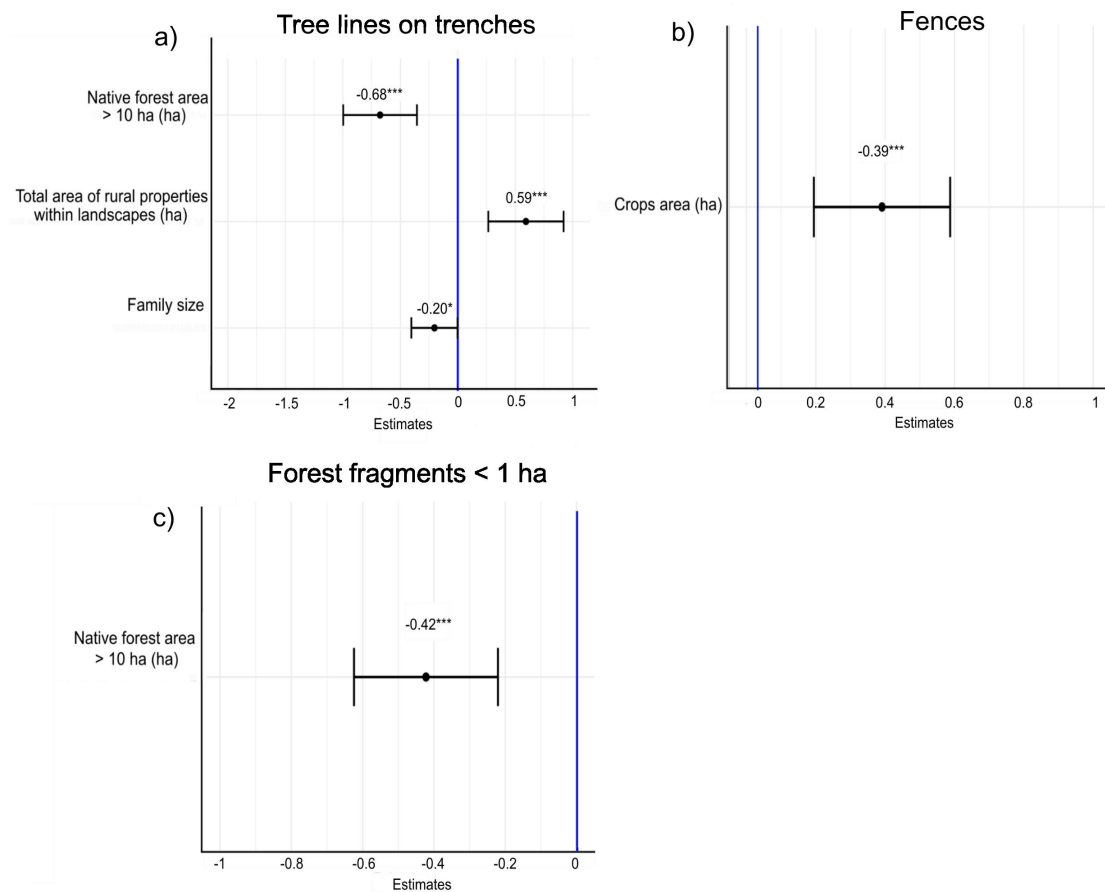 Tree lines on trenches
a)
Native forest area
> 10 ha (ha)
-0.68***
Total area of rural properties
within landscapes (ha)
0.59***
Family size
-0.20*
-2 -1.5 -1 -0.5 0 0.5 1
Estimates
Fences
b)
-0.39***
Crops area (ha)
0 0.2 0.4 0.6 0.8 1
Estimates
Forest fragments < 1 ha
c)
-0.42***
Native forest area
> 10 ha (ha)
-1 -0.8 -0.6 -0.4 -0.2 0
Estimates